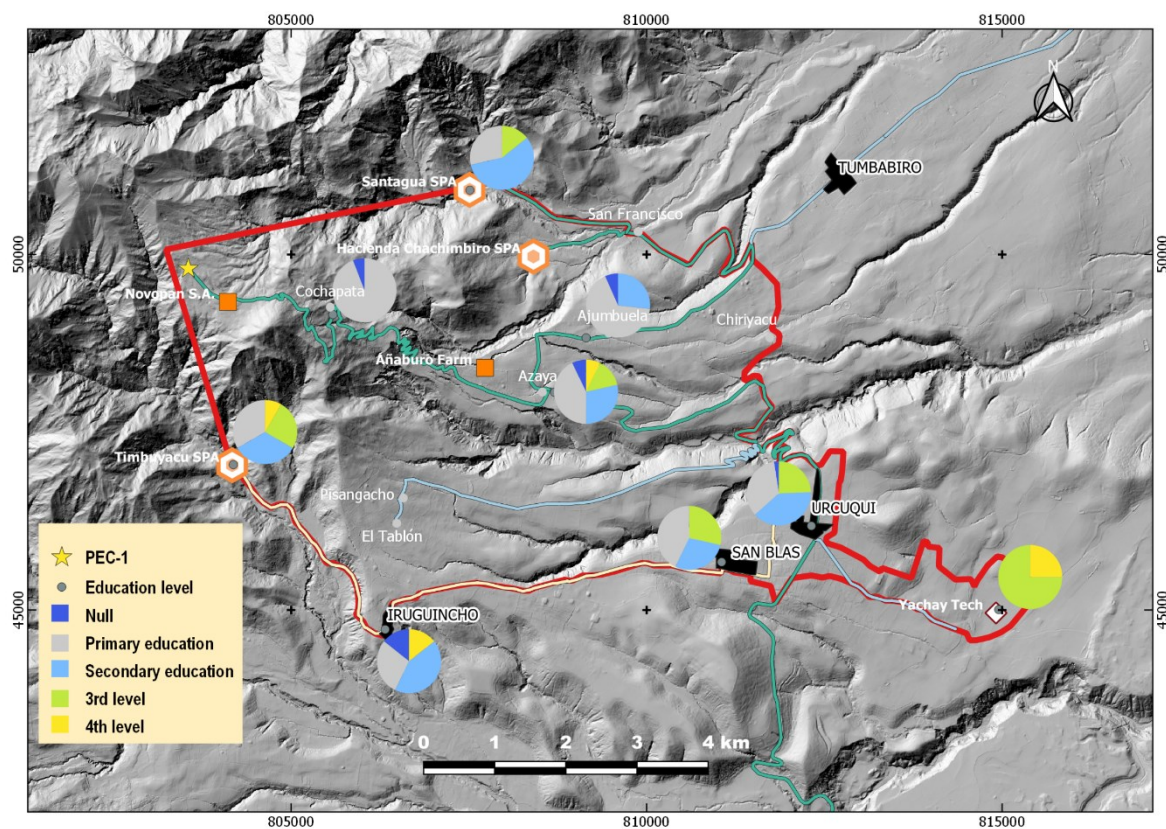 805000
810000
815000
N
TUMBABIRO
Santagua SPA
San Francisco
50000
50000
Hacienda Chachimbiro SPA
Novopan S.A.
Cochapata
Ajumbuela
Chiriyacu
Añaburo Farm
Azaya
Timbuyacu SPA
Pisangacho
URCUQUI
El Tablón
SAN BLAS
PEC-1
Education level
Null
Primary education
Secondary education
3rd level
4th level
Yachay Tech
45000
45000
IRUGUINCHO
0 1 2 3 4 km
805000
810000
815000